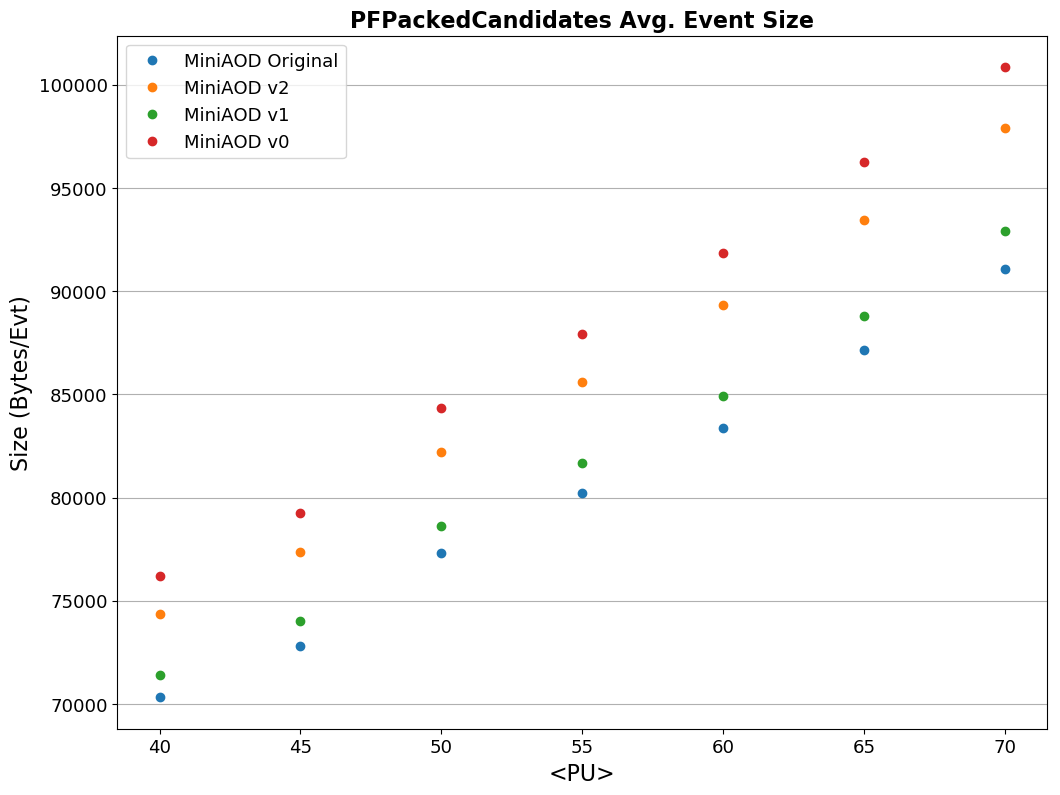 PFPackedCandidates Avg. Event Size
MiniAOD Original
MiniAOD v2
MiniAOD v1
MiniAOD v0
Size (Bytes/Evt)
100000
95000
90000
85000
80000
75000
70000
40 45 50 55 60 65 70
<PU>